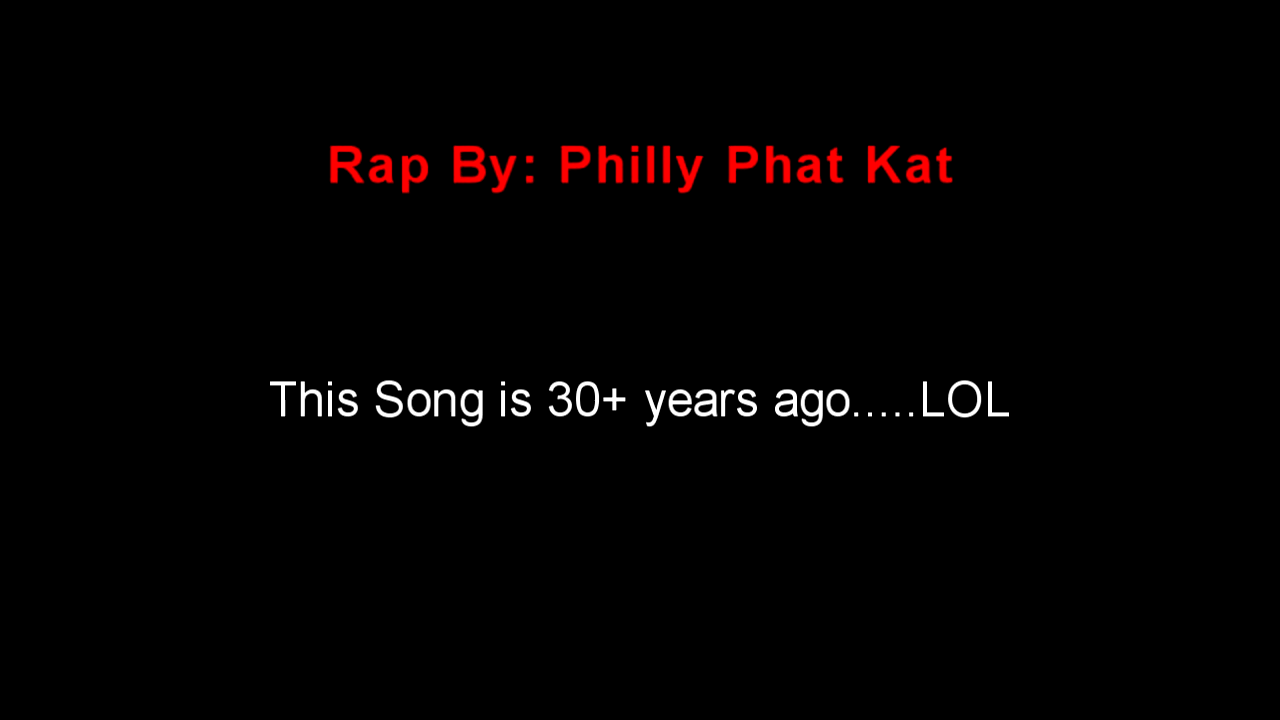 Rap By: Philly Phat Kat
This Song is 30+ years ago.....LOL